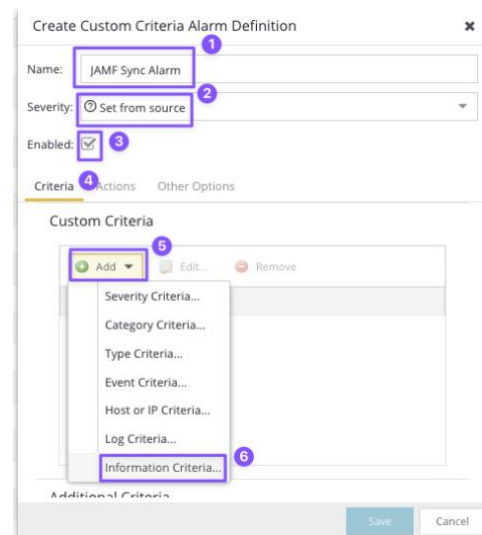 Create Custom Criteria Alarm Definition
1
Name: JAMF Sync Alarm
2
Severity: Set from source
Enabled: 3
Criteria 4 Actions Other Options
Custom Criteria
5
Add Edit... Remove
Severity Criteria...
Category Criteria...
Type Criteria...
Event Criteria...
Host or IP Criteria...
Log Criteria...
Information Criteria... 6
Additional Criteria
Save Cancel